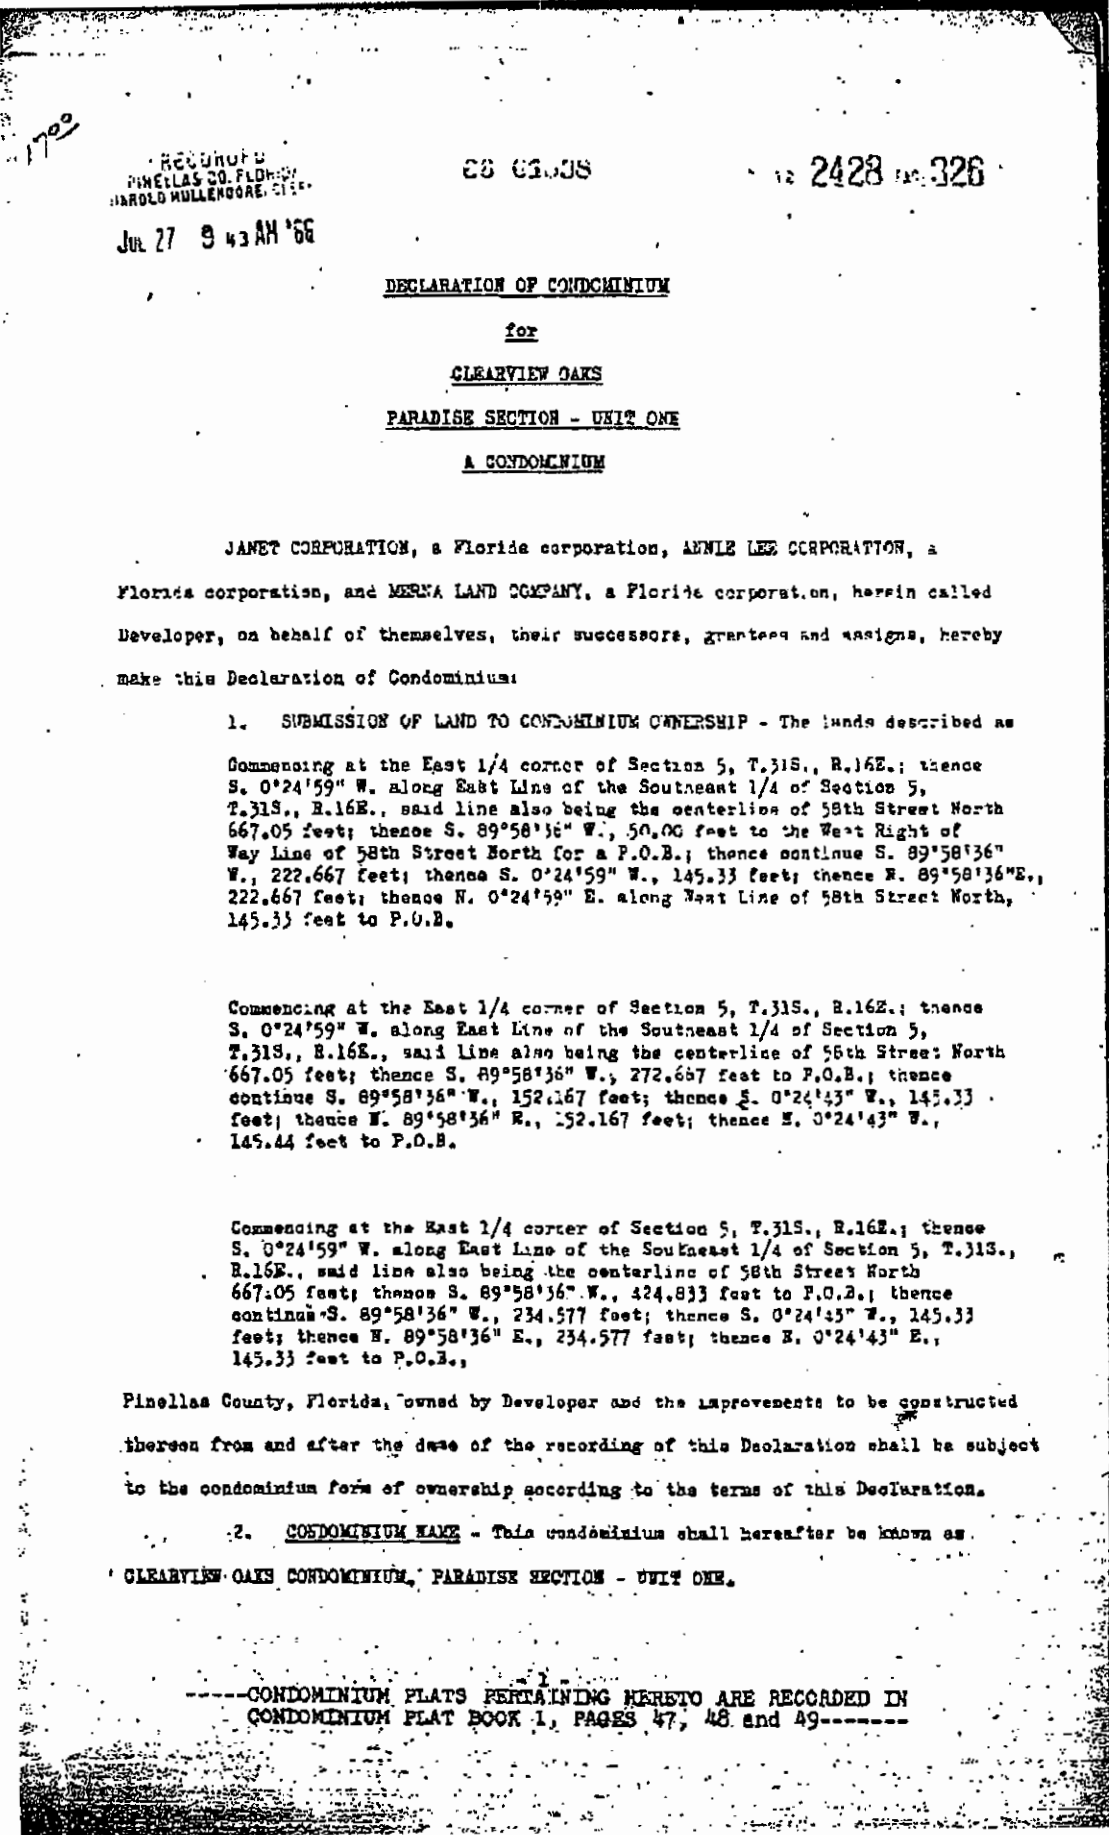 1700
RECORDED
PINELLAS CO. FLORIDA
HAROLD MULLENDORE, CLERK
2428 326
JUL 27 9 43 AM '66
DECLARATION OF CONDOMINIUM
for
CLEARVIEW OAKS
PARADISE SECTION - UNIT ONE
A CONDOMINIUM
JANET CORPORATION, a Florida corporation, ANNIE LEE CORPORATION, a
Florida corporation, and MERNA LAND COMPANY, a Florida corporation, herein called
Developer, on behalf of themselves, their successors, grantees and assigns, hereby
make this Declaration of Condominium:
1. SUBMISSION OF LAND TO CONDOMINIUM OWNERSHIP - The lands described as
Commencing at the East 1/4 corner of Section 5, T.31S., R.16E.; thence
S. 0°24'59" W. along East Line of the Southeast 1/4 of Section 5,
T.31S., R.16E., said line also being the centerline of 58th Street North
667.05 feet; thence S. 89°58'36" W., 50.00 feet to the West Right of
Way Line of 58th Street North for a P.O.B.; thence continue S. 89°58'36"
W., 222.667 feet; thence S. 0°24'59" W., 145.33 feet; thence N. 89°58'36"E.,
222.667 feet; thence N. 0°24'59" E. along West Line of 58th Street North,
145.33 feet to P.O.B.
Commencing at the East 1/4 corner of Section 5, T.31S., R.16E.; thence
S. 0°24'59" W. along East Line of the Southeast 1/4 of Section 5,
T.31S., R.16E., said line also being the centerline of 58th Street North
667.05 feet; thence S. 89°58'36" W., 272.667 feet to P.O.B.; thence
continue S. 89°58'36" W., 152.167 feet; thence S. 0°24'43" W., 145.33
feet; thence N. 89°58'36" E., 152.167 feet; thence N. 0°24'43" W.,
145.44 feet to P.O.B.
Commencing at the East 1/4 corner of Section 5, T.31S., R.16E.; thence
S. 0°24'59" W. along East Line of the Southeast 1/4 of Section 5, T.31S.,
R.16E., said line also being the centerline of 58th Street North
667.05 feet; thence S. 89°58'36" W., 424.833 feet to P.O.B.; thence
continue S. 89°58'36" W., 234.577 feet; thence S. 0°24'43" W., 145.33
feet; thence N. 89°58'36" E., 234.577 feet; thence N. 0°24'43" E.,
145.33 feet to P.O.B.,
Pinellas County, Florida, owned by Developer and the improvements to be constructed
thereon from and after the date of the recording of this Declaration shall be subject
to the condominium form of ownership according to the terms of this Declaration.
2. CONDOMINIUM NAME - This condominium shall hereafter be known as
CLEARVIEW OAKS CONDOMINIUM, PARADISE SECTION - UNIT ONE.
- 1 -
-----CONDOMINIUM PLATS PERTAINING HERETO ARE RECORDED IN
CONDOMINIUM PLAT BOOK 1, PAGES 47, 48 and 49-------